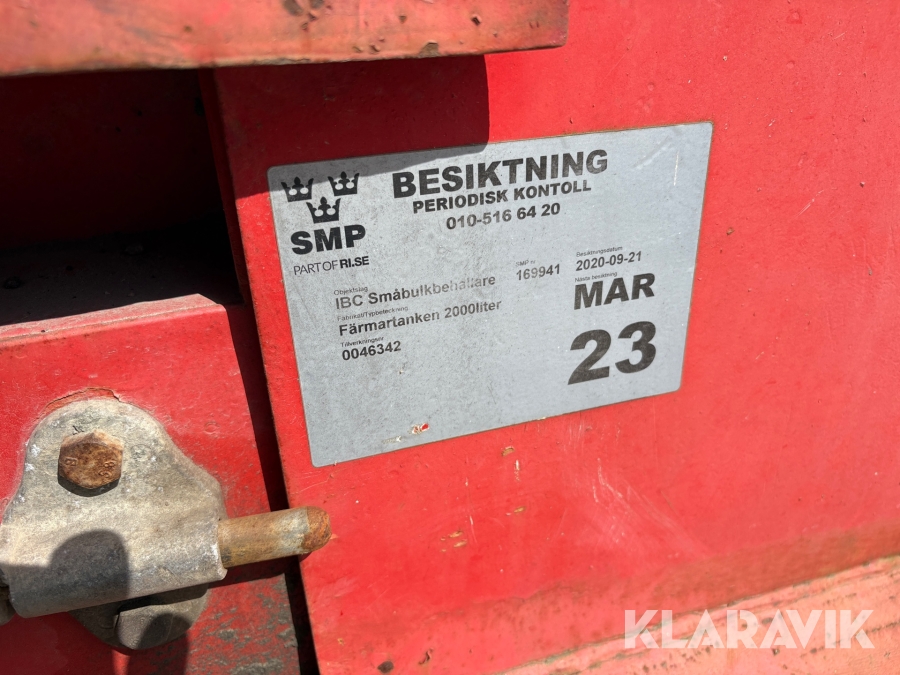 BESIKTNING
PERIODISK KONTOLL
010-516 64 20
SMP
PART OF RI.SE
Objektslag
IBC Småbulkbehållare
SMP nr
169941
Besiktningsdatum
2020-09-21
Fabrikat/Typbeteckning
Färmartanken 2000liter
Nästa besiktning
MAR
23
Tillverkningsnr
0046342
KLARAVIK